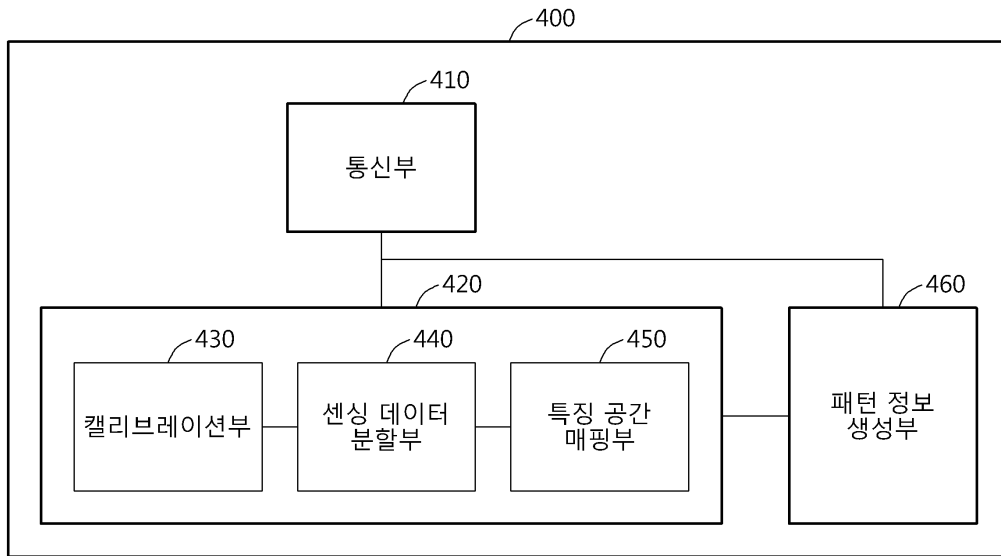 400
410
통신부
420
460
430
440
450
캘리브레이션부
센싱 데이터
분할부
특징 공간
매핑부
패턴 정보
생성부